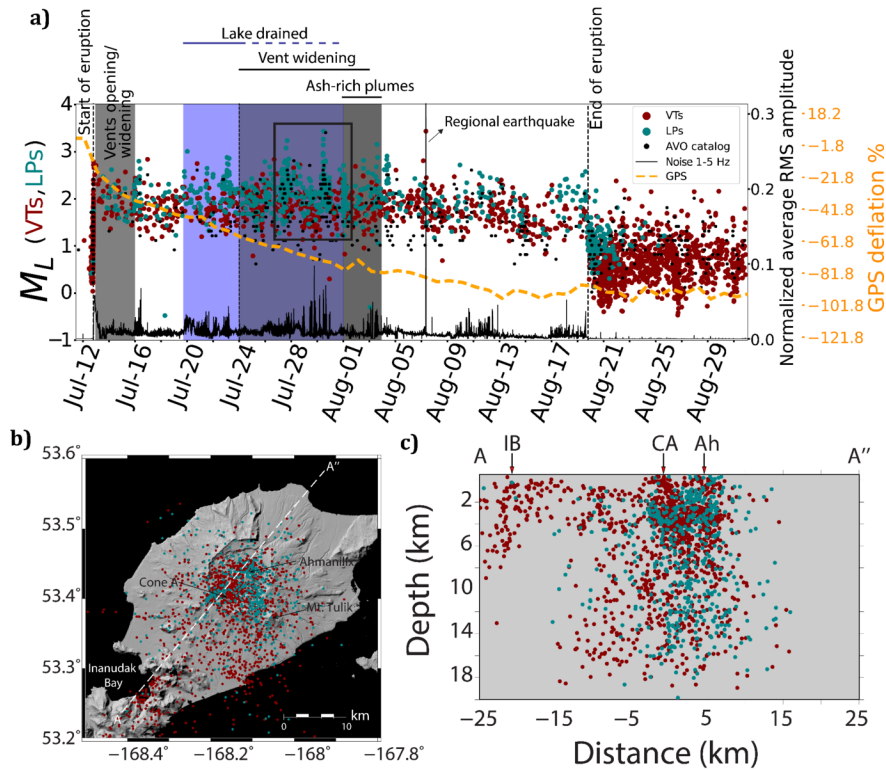 a)
Lake drained
Vent widening
Ash-rich plumes
Start of eruption
Vents opening/
widening
Regional earthquake
End of eruption
VTs
LPs
AVO catalog
Noise 1-5 Hz
GPS
M_L (VTs,LPs)
4
3
2
1
0
−1
Normalized average RMS amplitude
0.3
0.2
0.1
0.0
GPS deflation %
18.2
−1.8
−21.8
−41.8
−61.8
−81.8
−101.8
−121.8
Jul-12
Jul-16
Jul-20
Jul-24
Jul-28
Aug-01
Aug-05
Aug-09
Aug-13
Aug-17
Aug-21
Aug-25
Aug-29
b)
53.6°
53.5°
53.4°
53.3°
53.2°
A''
Ahmanilix
Cone A
Mt. Tulik
Inanudak
Bay
A
km
0 10
−168.4° −168.2° −168° −167.8°
c)
A IB CA Ah A''
Depth (km)
2
6
10
14
18
−25 −15 −5 5 15 25
Distance (km)